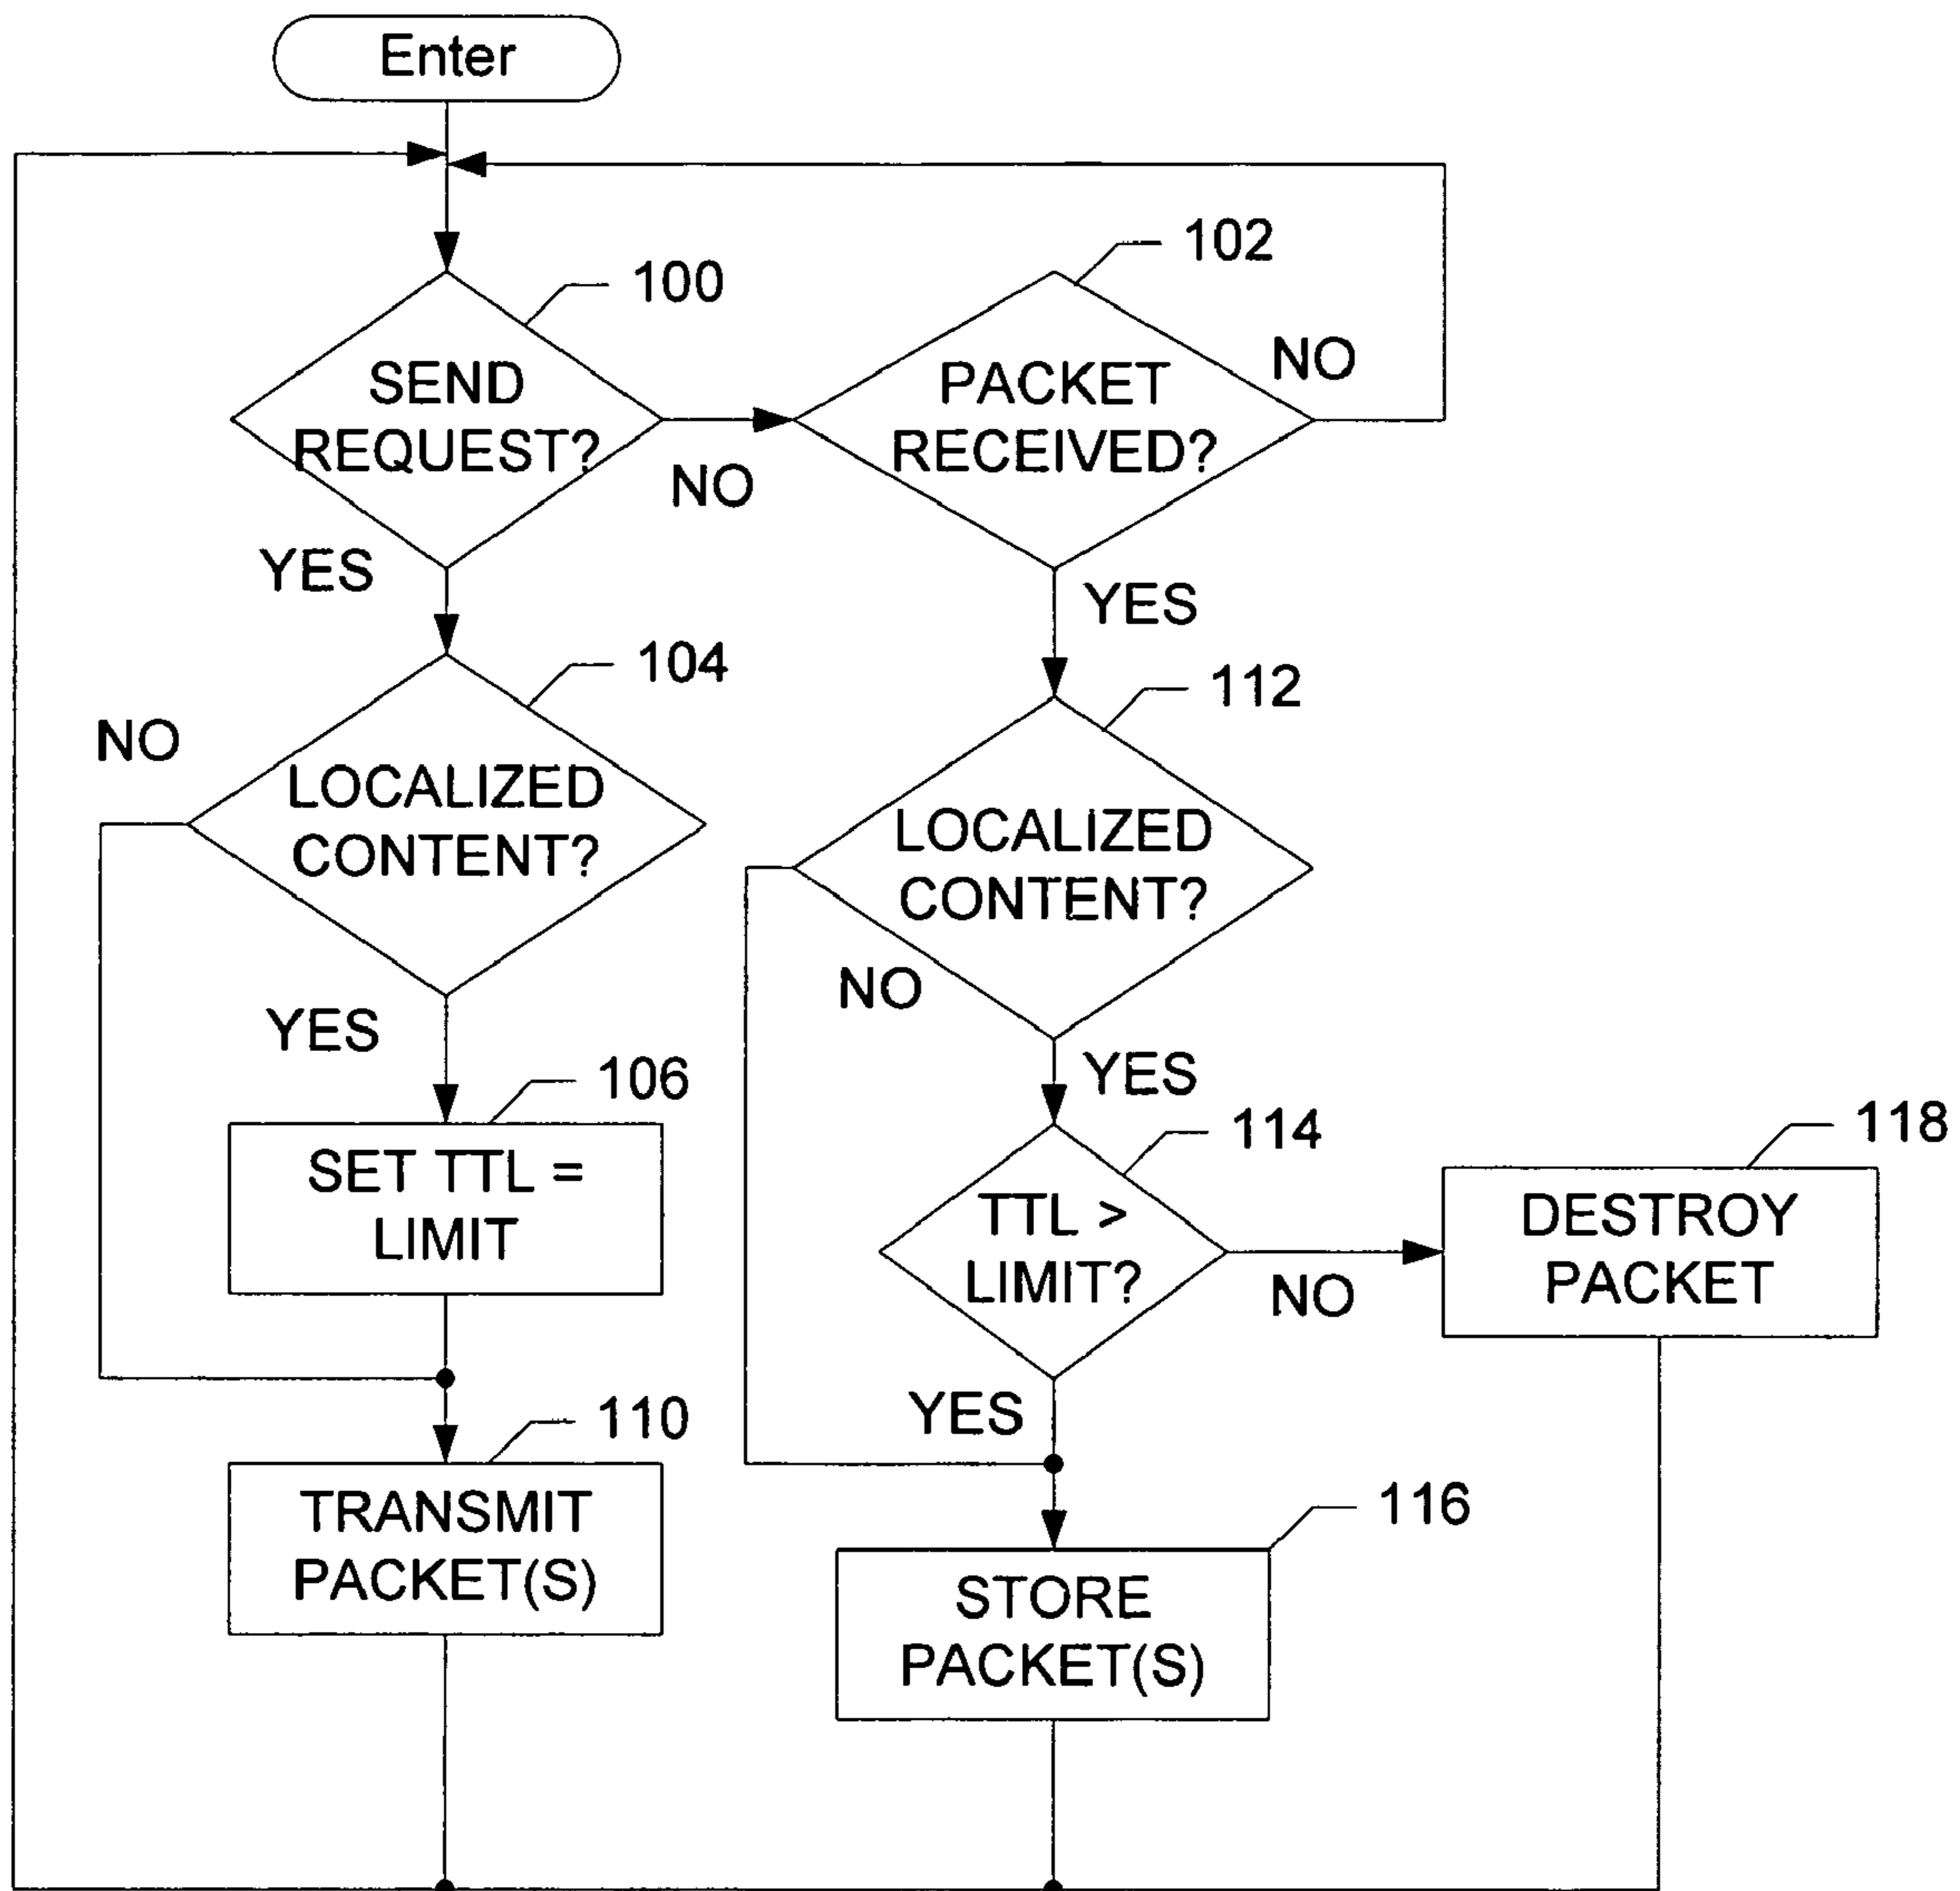 Enter
100
SEND
REQUEST?
NO
YES
102
PACKET
RECEIVED?
NO
YES
104
LOCALIZED
CONTENT?
NO
YES
106
SET TTL =
LIMIT
110
TRANSMIT
PACKET(S)
112
LOCALIZED
CONTENT?
NO
YES
114
TTL >
LIMIT?
NO
YES
118
DESTROY
PACKET
116
STORE
PACKET(S)